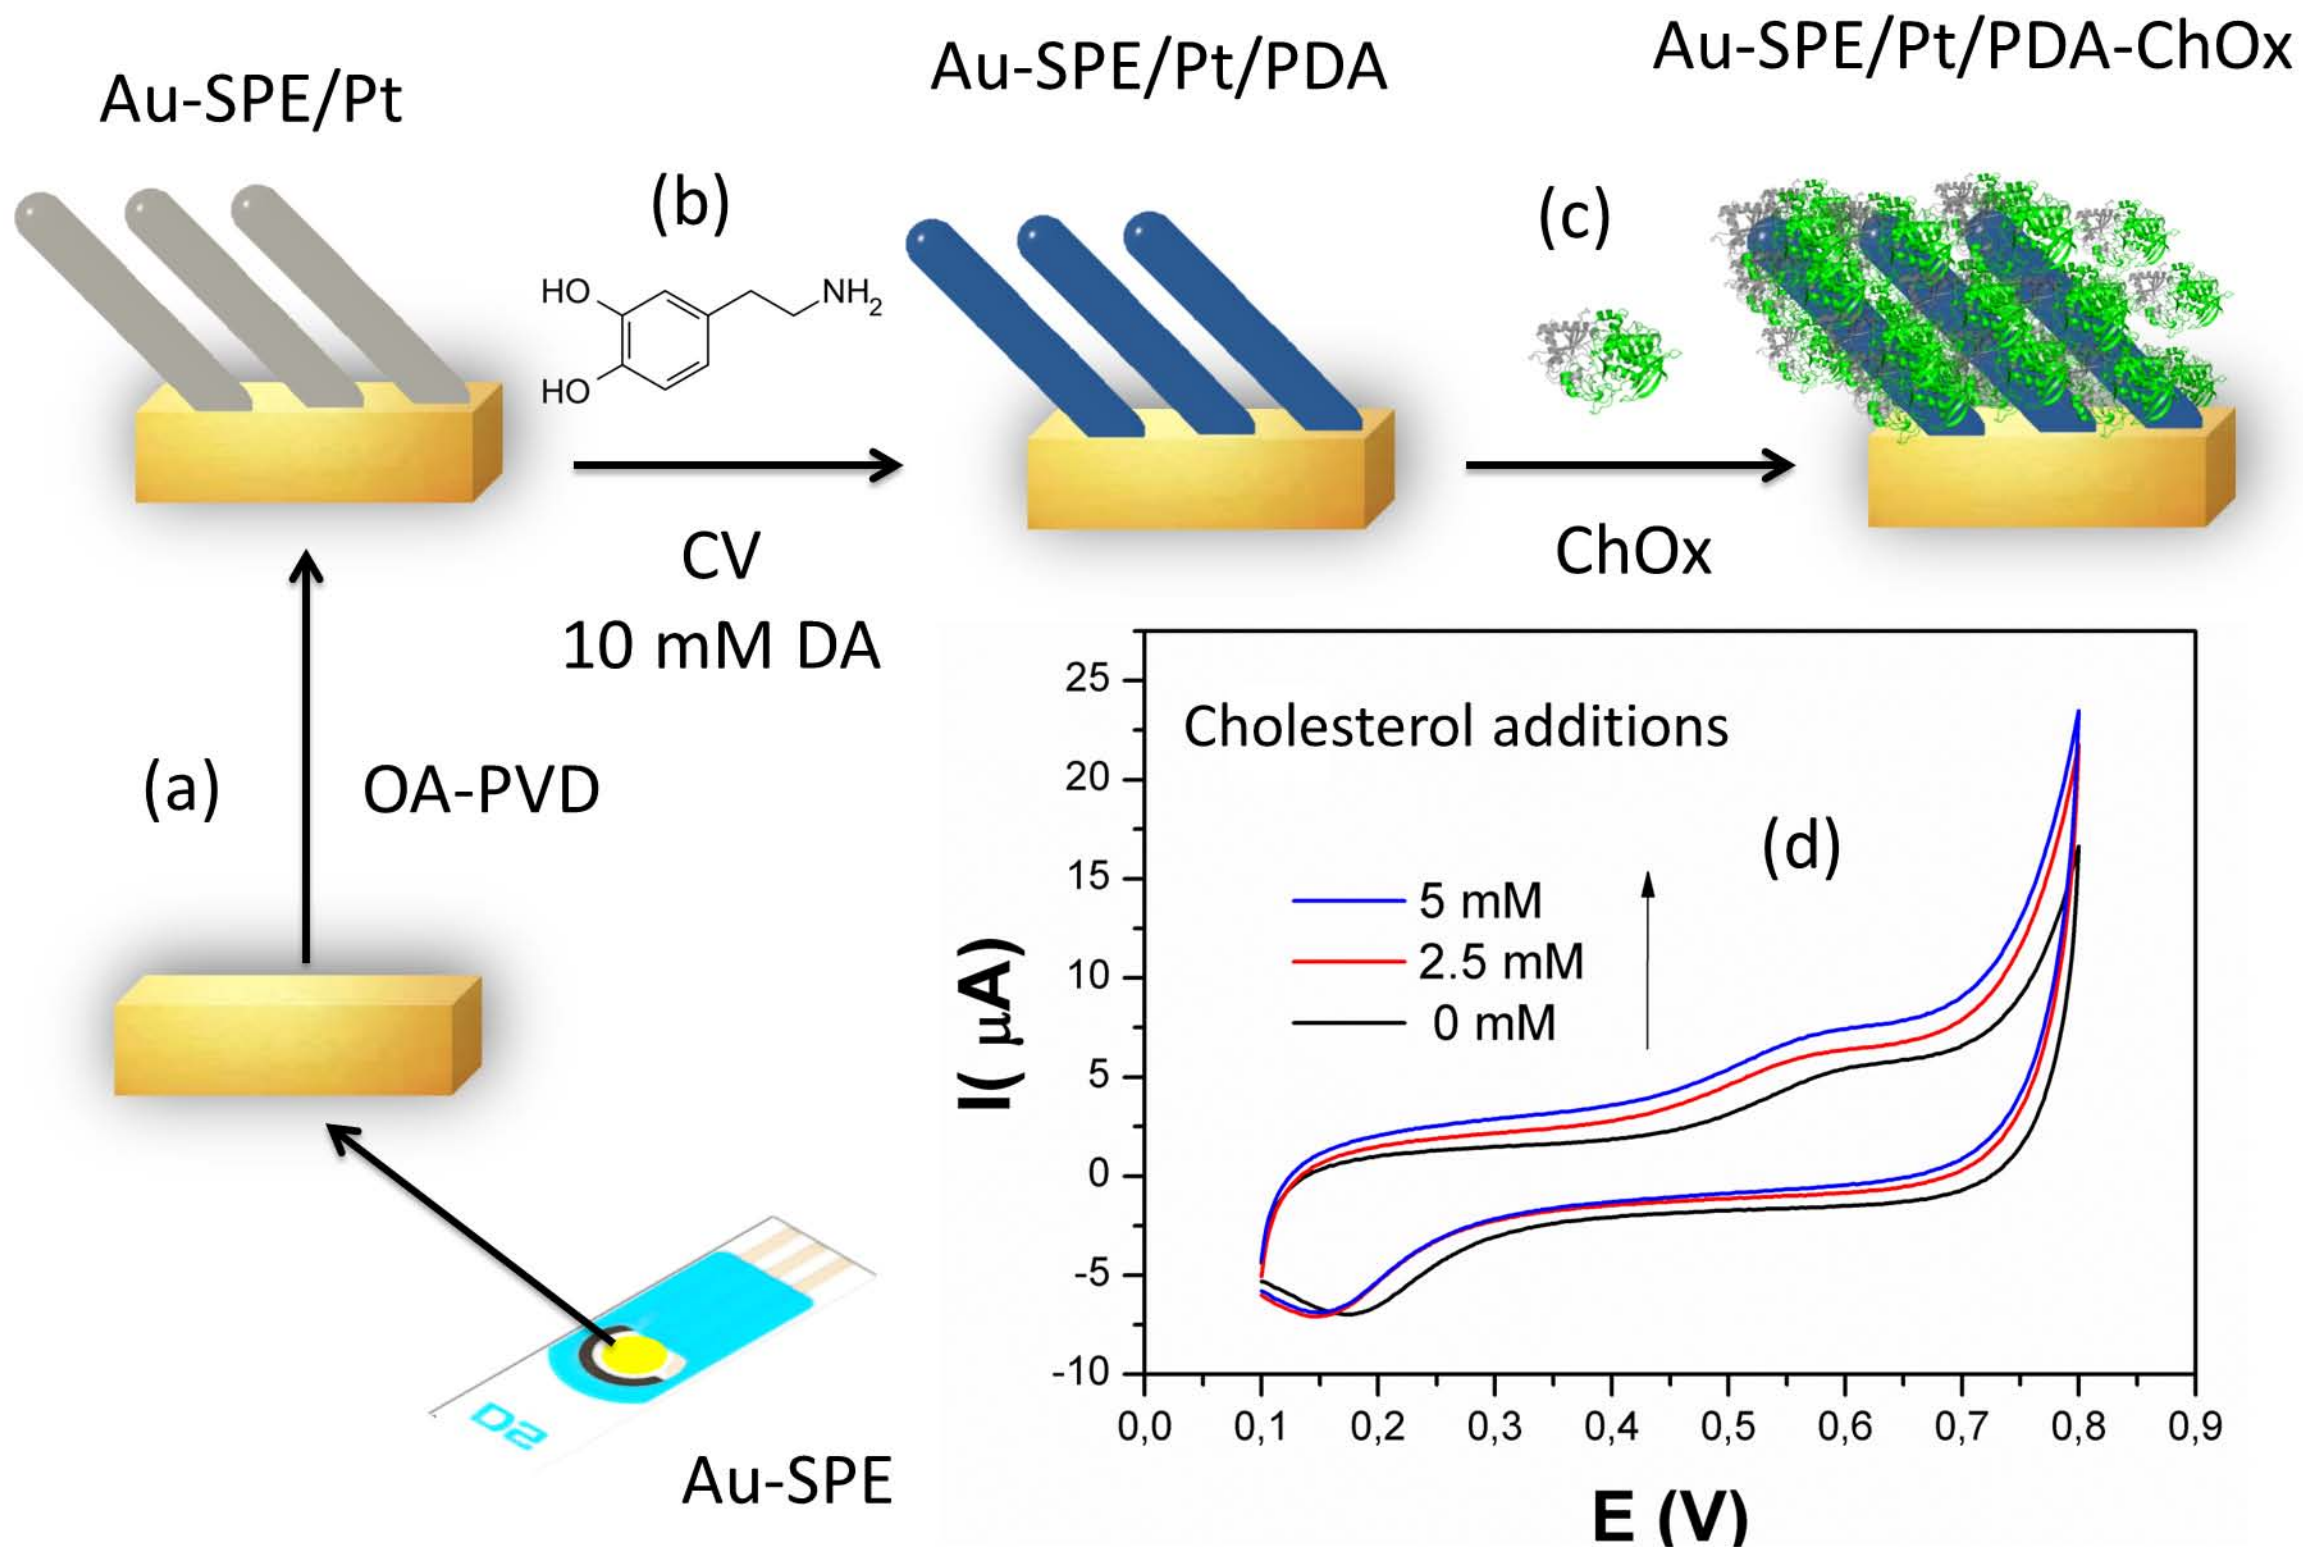 Au-SPE/Pt
Au-SPE/Pt/PDA
Au-SPE/Pt/PDA-ChOx
(b)
(c)
HO
NH2
HO
CV
10 mM DA
ChOx
(a)
OA-PVD
D2
Au-SPE
Cholesterol additions
(d)
5 mM
2.5 mM
0 mM
I( μA)
25
20
15
10
5
0
-5
-10
0,0 0,1 0,2 0,3 0,4 0,5 0,6 0,7 0,8 0,9
E (V)